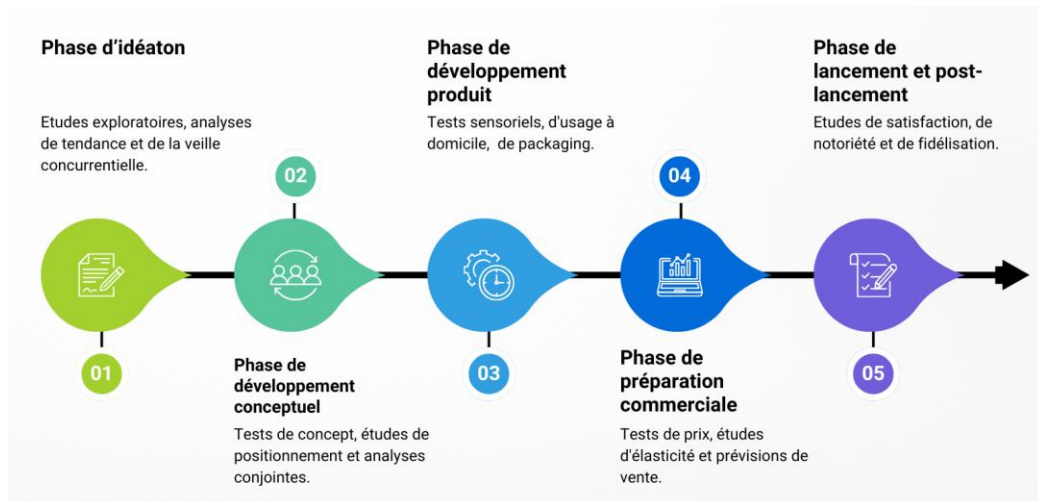 Phase d’idéaton
Etudes exploratoires, analyses
de tendance et de la veille
concurrentielle.
01
02
Phase de
développement
conceptuel
Tests de concept, études de
positionnement et analyses
conjointes.
Phase de
développement
produit
Tests sensoriels, d'usage à
domicile, de packaging.
03
04
Phase de
préparation
commerciale
Tests de prix, études
d'élasticité et prévisions de
vente.
Phase de
lancement et post-
lancement
Etudes de satisfaction, de
notoriété et de fidélisation.
05